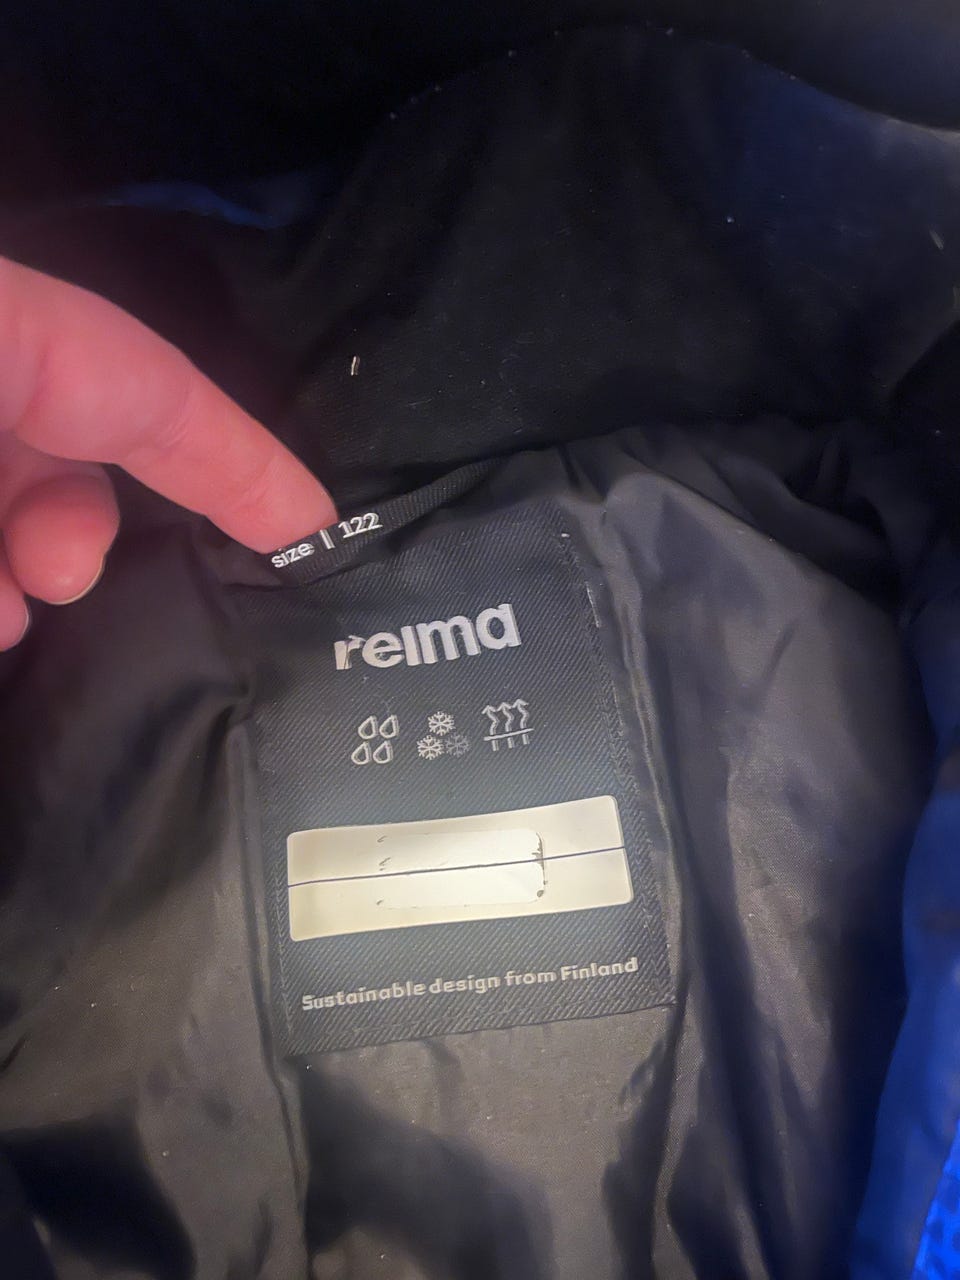 size | 122
reima
Sustainable design from Finland